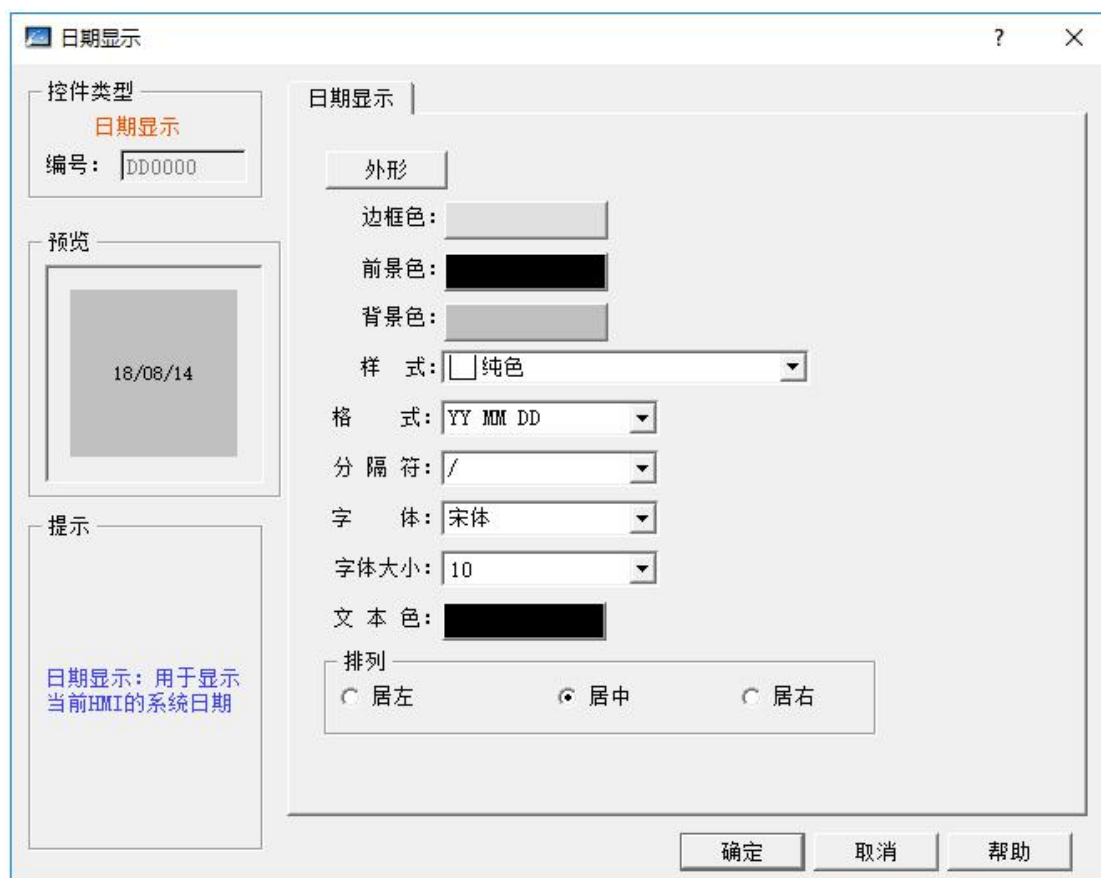 日期显示
?
控件类型
日期显示
编号: DD0000
预览
18/08/14
提示
日期显示: 用于显示
当前HMI的系统日期
日期显示
外形
边框色:
前景色:
背景色:
样 式: 纯色
格 式: YY MM DD
分 隔 符: /
字 体: 宋体
字体大小: 10
文 本 色:
排列
居左 居中 居右
确定 取消 帮助